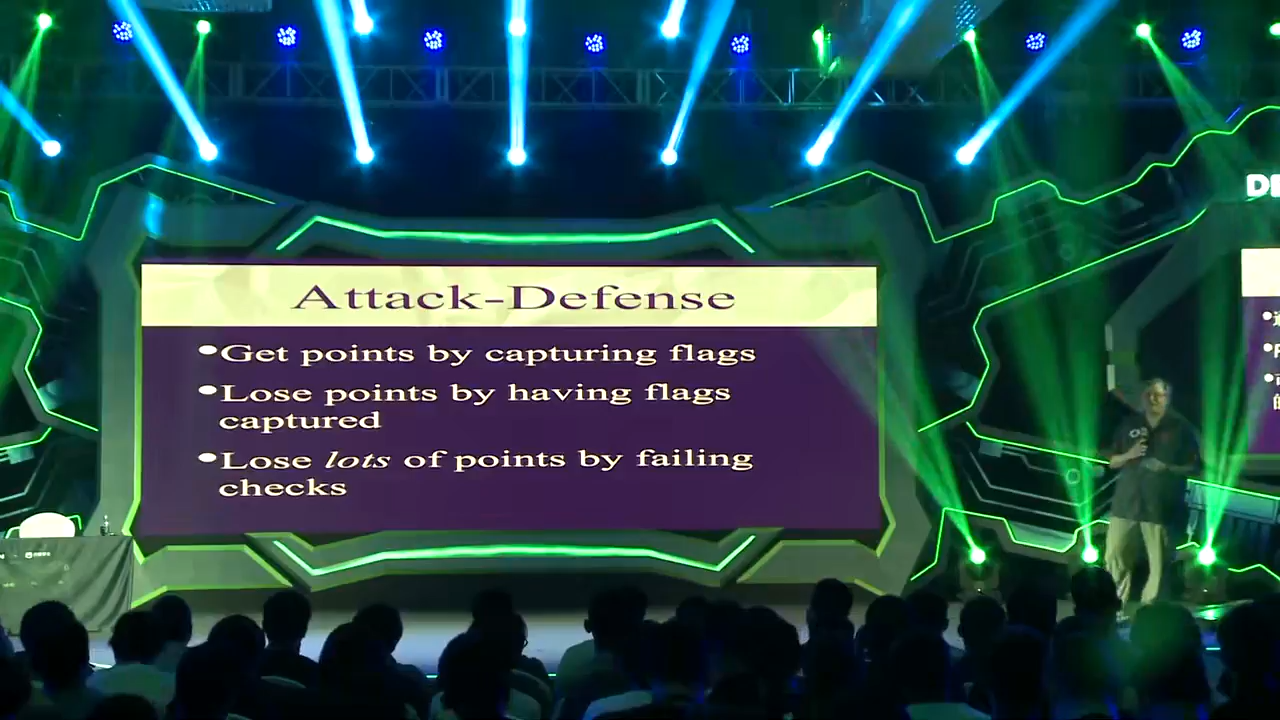 Attack-Defense
•Get points by capturing flags
•Lose points by having flags
captured
•Lose lots of points by failing
checks